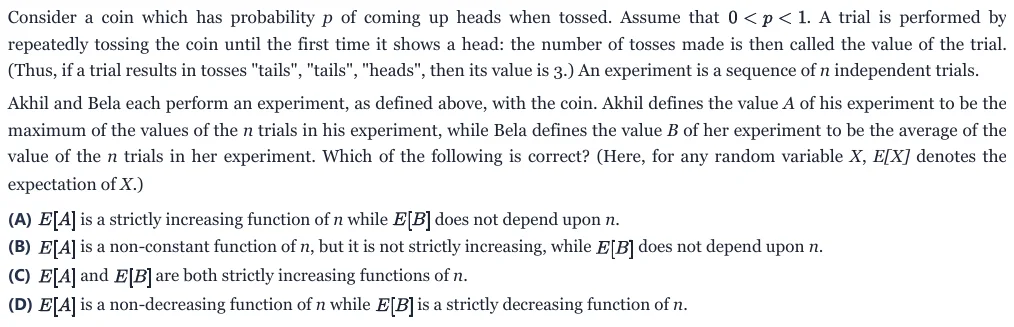 Consider a coin which has probability p of coming up heads when tossed. Assume that 0 < p < 1. A trial is performed by
repeatedly tossing the coin until the first time it shows a head: the number of tosses made is then called the value of the trial.
(Thus, if a trial results in tosses "tails", "tails", "heads", then its value is 3.) An experiment is a sequence of n independent trials.
Akhil and Bela each perform an experiment, as defined above, with the coin. Akhil defines the value A of his experiment to be the
maximum of the values of the n trials in his experiment, while Bela defines the value B of her experiment to be the average of the
value of the n trials in her experiment. Which of the following is correct? (Here, for any random variable X, E[X] denotes the
expectation of X.)
(A) E[A] is a strictly increasing function of n while E[B] does not depend upon n.
(B) E[A] is a non-constant function of n, but it is not strictly increasing, while E[B] does not depend upon n.
(C) E[A] and E[B] are both strictly increasing functions of n.
(D) E[A] is a non-decreasing function of n while E[B] is a strictly decreasing function of n.